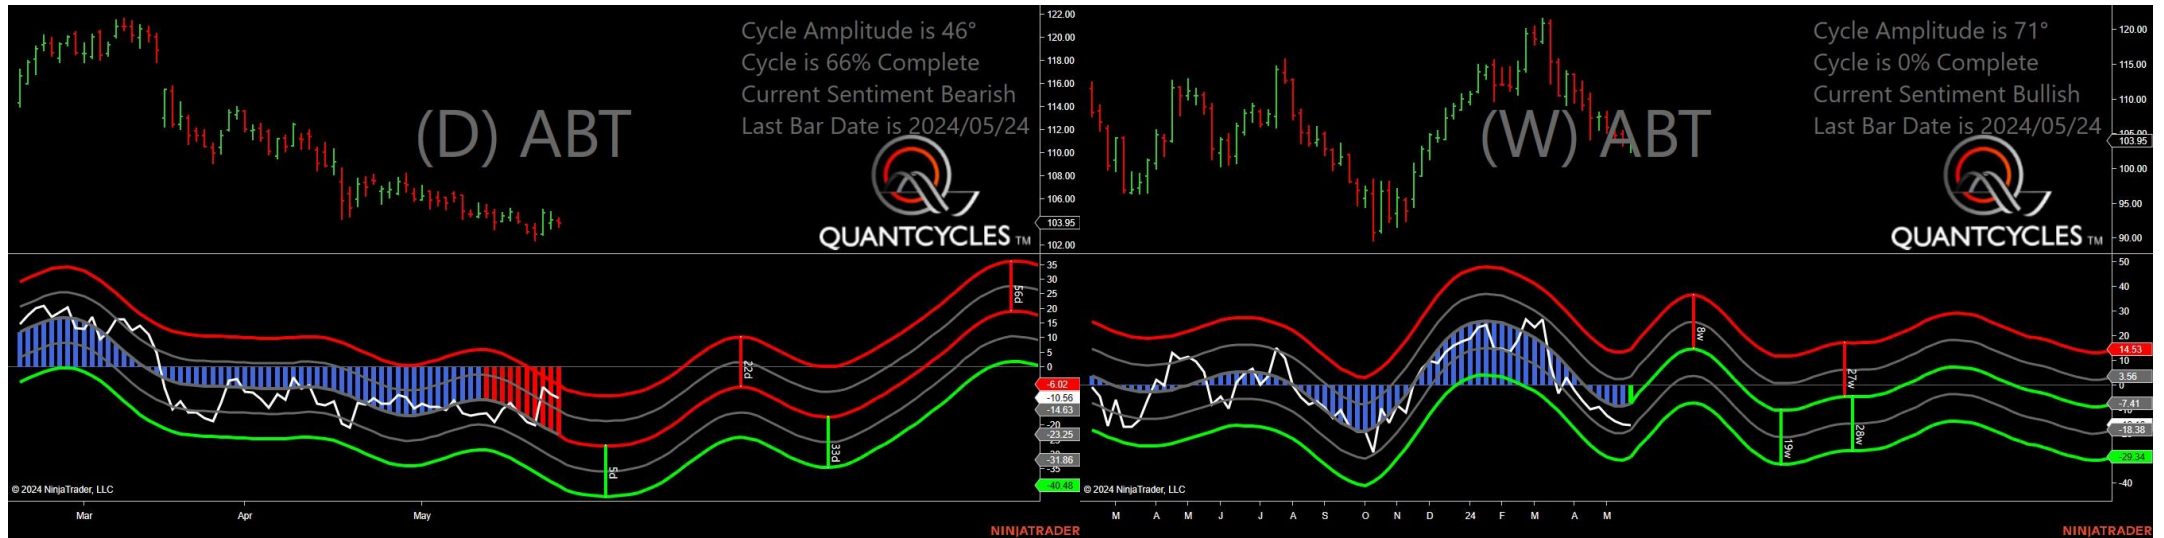 Cycle Amplitude is 46°
Cycle is 66% Complete
Current Sentiment Bearish
Last Bar Date is 2024/05/24
(D) ABT
QUANTCYCLES TM
122.00
120.00
118.00
116.00
114.00
112.00
110.00
108.00
106.00
103.95
102.00
35
30
25
20
15
10
5
0
-6.02
-10.56
-14.63
-20
-23.25
-31.86
-35
-40.48
56d
22d
33d
5d
© 2024 NinjaTrader, LLC
Mar
Apr
May
NINJATRADER
Cycle Amplitude is 71°
Cycle is 0% Complete
Current Sentiment Bullish
Last Bar Date is 2024/05/24
(W) ABT
QUANTCYCLES TM
120.00
115.00
110.00
105.00
103.95
100.00
95.00
90.00
50
40
30
20
14.53
10
3.56
0
-7.41
-18.38
-29.34
-40
8w
27w
19w
28w
© 2024 NinjaTrader, LLC
M
A
M
J
J
A
S
O
N
D
24
F
M
A
M
NINJATRADER